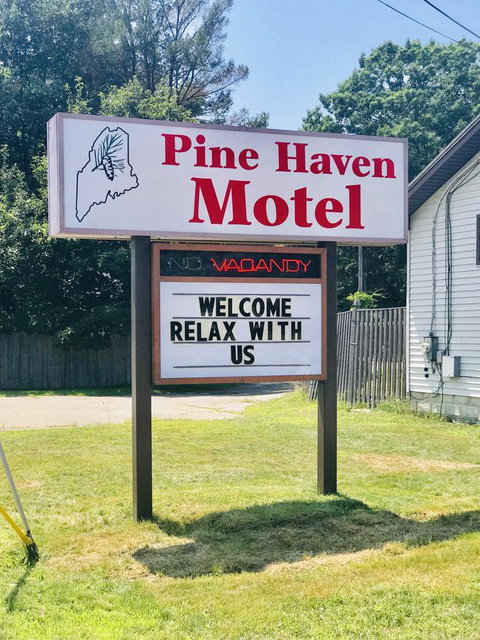 Pine Haven
Motel
NO VACANCY
WELCOME
RELAX WITH
US